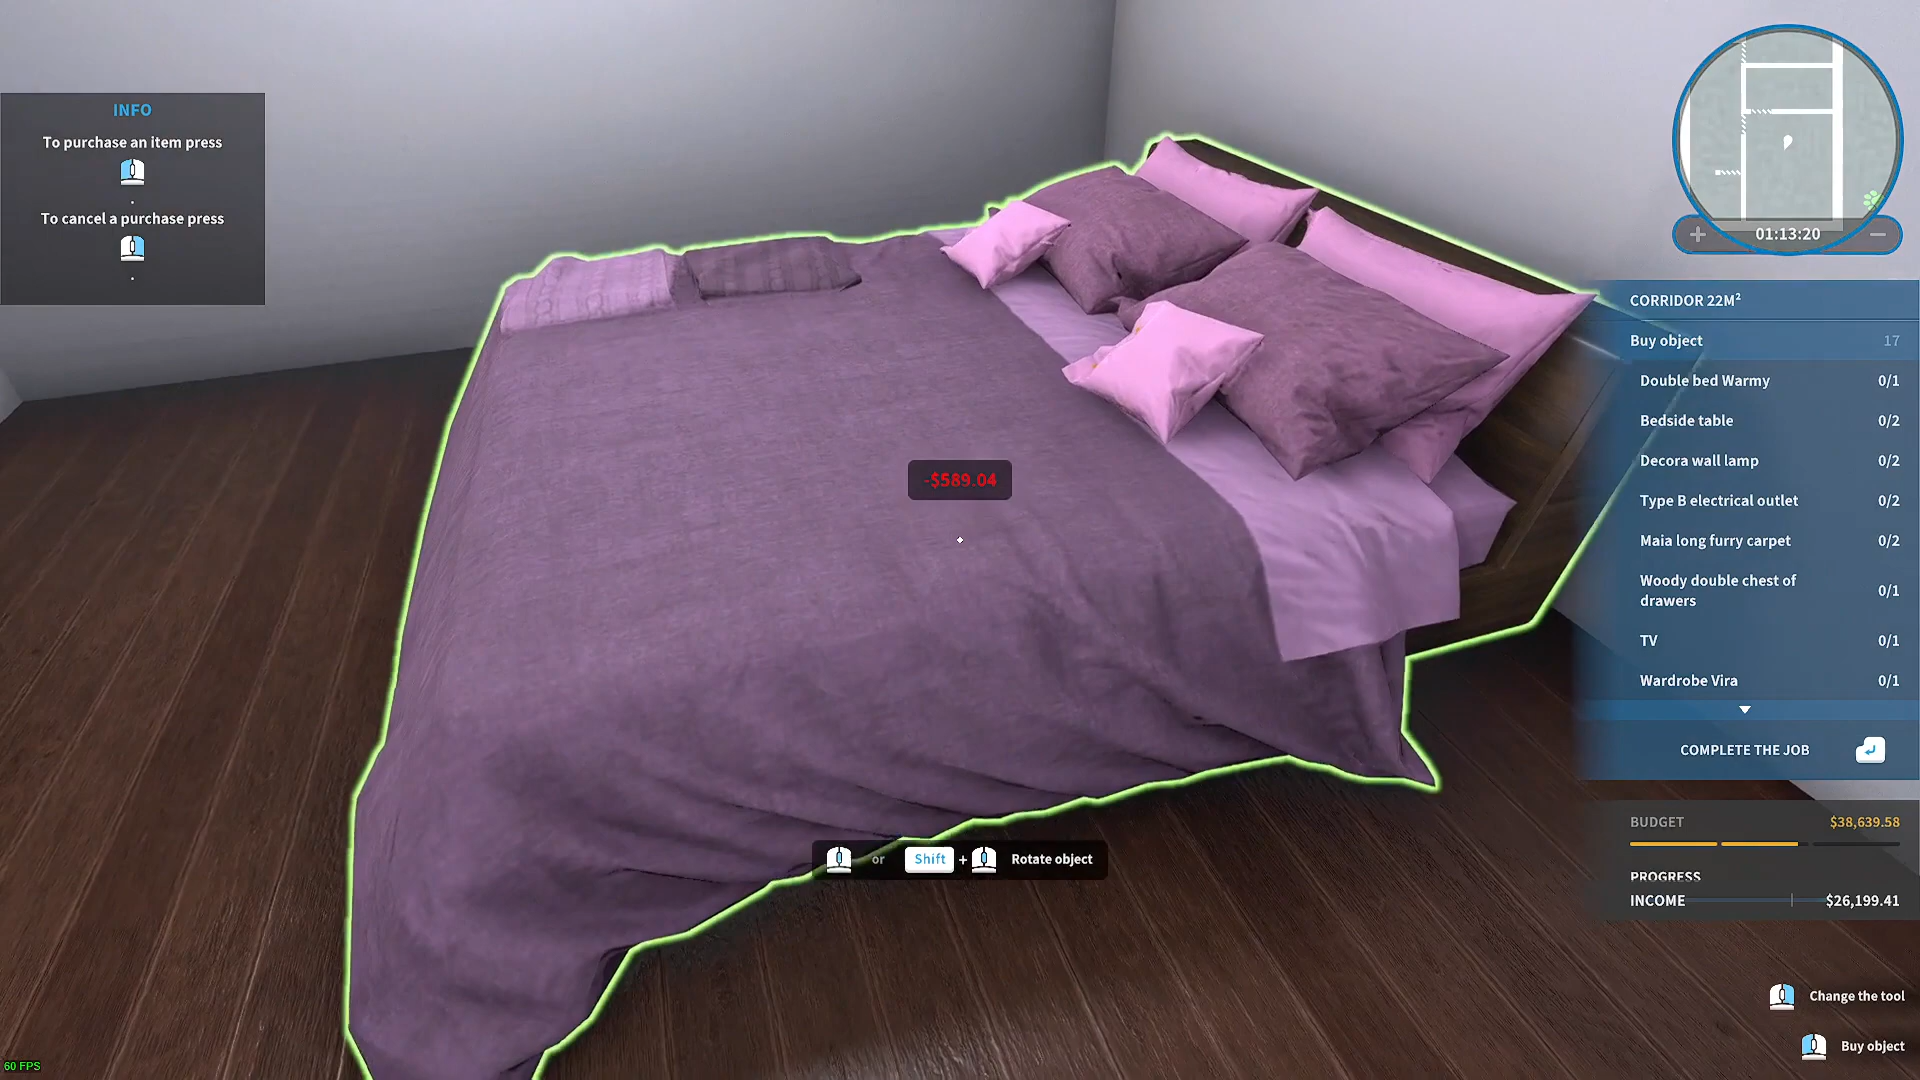 INFO
To purchase an item press
.
To cancel a purchase press
.
01:13:20
CORRIDOR 22M²
Buy object 17
Double bed Warmy 0/1
Bedside table 0/2
Decora wall lamp 0/2
Type B electrical outlet 0/2
Maia long furry carpet 0/2
Woody double chest of
drawers 0/1
TV 0/1
Wardrobe Vira 0/1
COMPLETE THE JOB
-$589.04
BUDGET $38,639.58
PROGRESS
INCOME $26,199.41
or Shift + Rotate object
Change the tool
Buy object
60 FPS